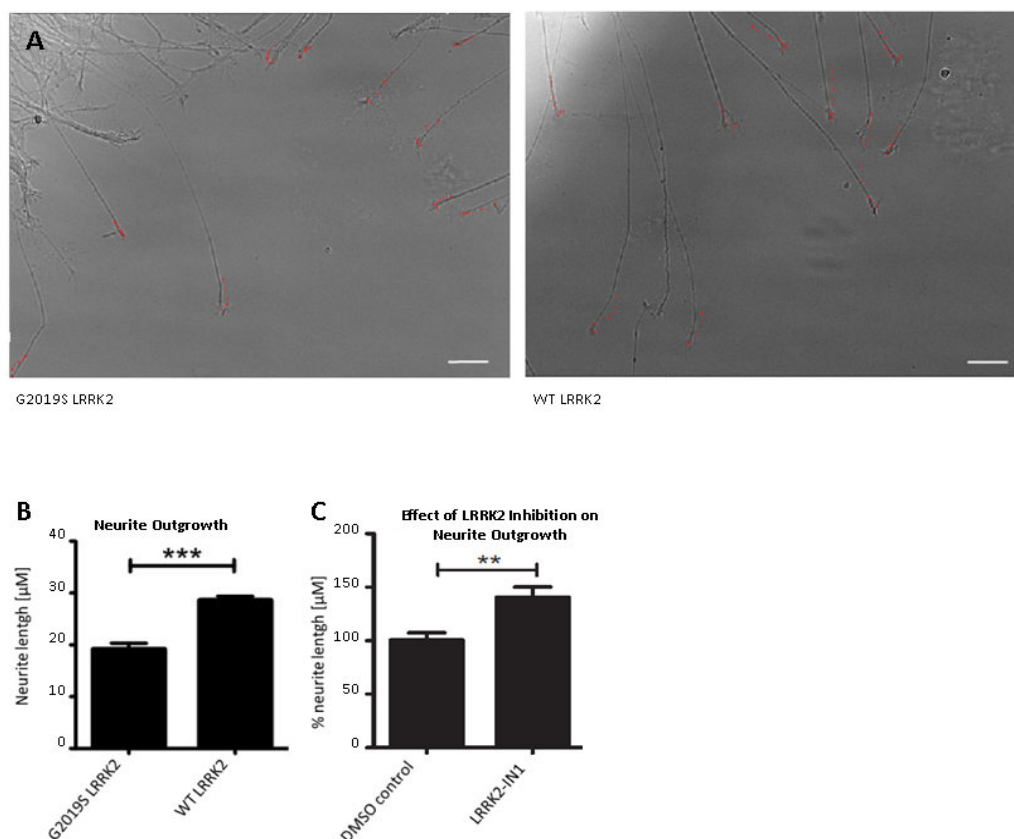 A
G2019S LRRK2
WT LRRK2
B
Neurite Outgrowth
***
Neurite lentgh [µM]
40
30
20
10
0
G2019S LRRK2
WT LRRK2
C
Effect of LRRK2 Inhibition on
Neurite Outgrowth
**
% neurite lentgh [µM]
200
150
100
50
0
DMSO control
LRRK2-IN1